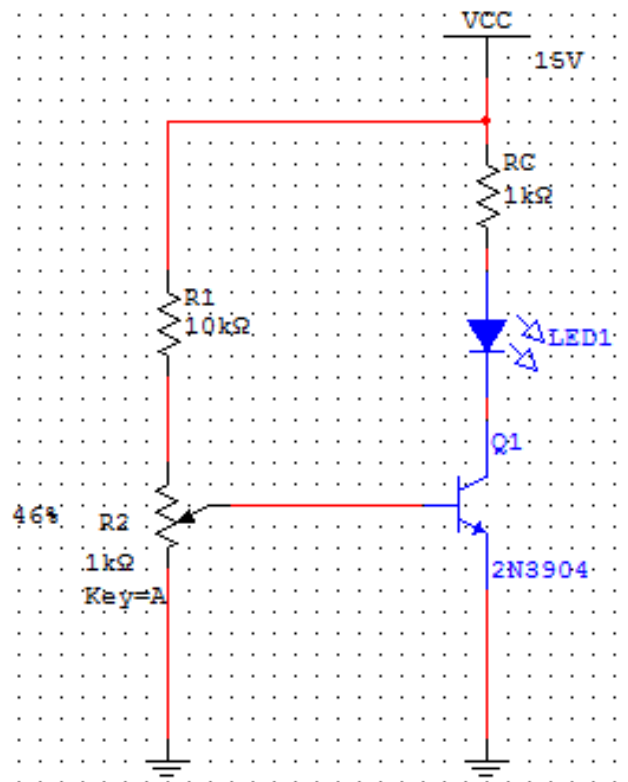 VCC
15V
RC
1kΩ
R1
10kΩ
LED1
Q1
46%
R2
1kΩ
Key=A
2N3904